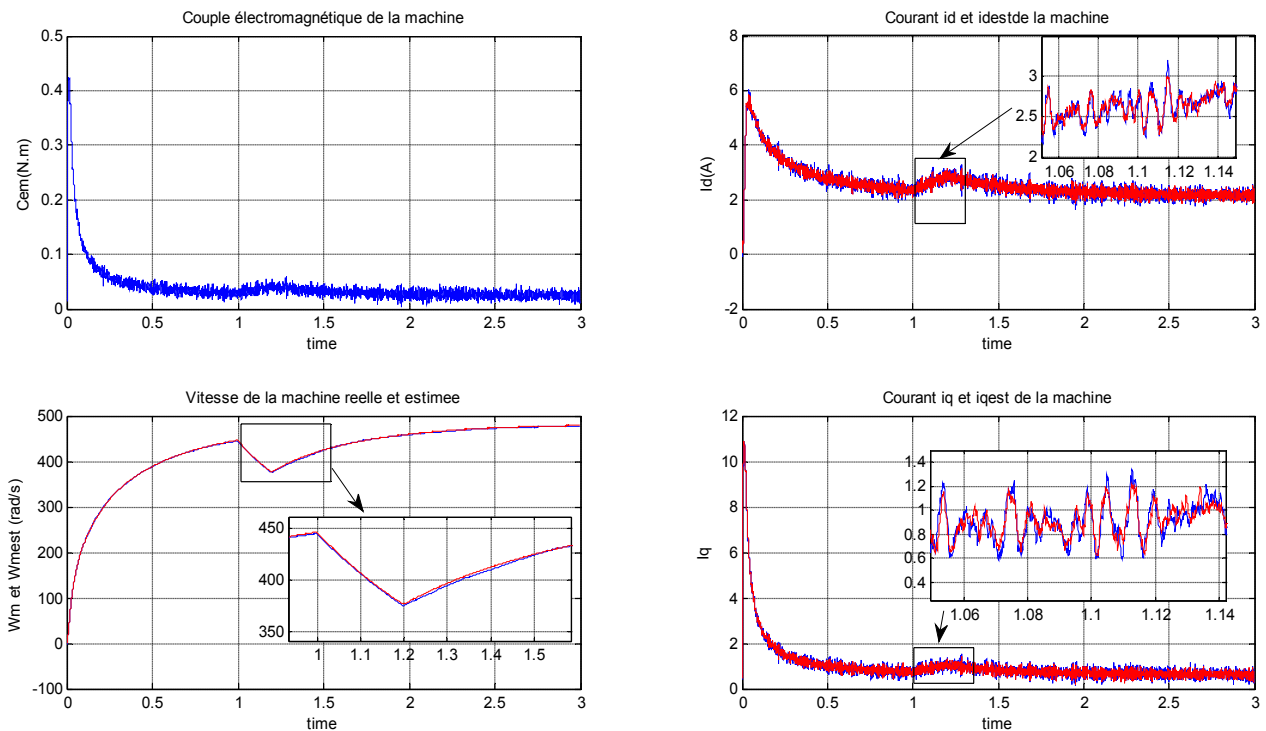 Couple électromagnétique de la machine
0.5
0.4
0.3
0.2
0.1
0
Cem(N.m)
0 0.5 1 1.5 2 2.5 3
time
Courant id et idestde la machine
8
6
4
2
0
-2
Id(A)
0 0.5 1 1.5 2 2.5 3
time
3
2.5
2
1.06 1.08 1.1 1.12 1.14
Vitesse de la machine reelle et estimee
500
400
300
200
100
0
-100
Wm et Wmest (rad/s)
0 0.5 1 1.5 2 2.5 3
time
450
400
350
1 1.1 1.2 1.3 1.4 1.5
Courant iq et iqest de la machine
12
10
8
6
4
2
0
Iq
0 0.5 1 1.5 2 2.5 3
time
1.4
1.2
1.0
0.8
0.6
0.4
1.06 1.08 1.1 1.12 1.14